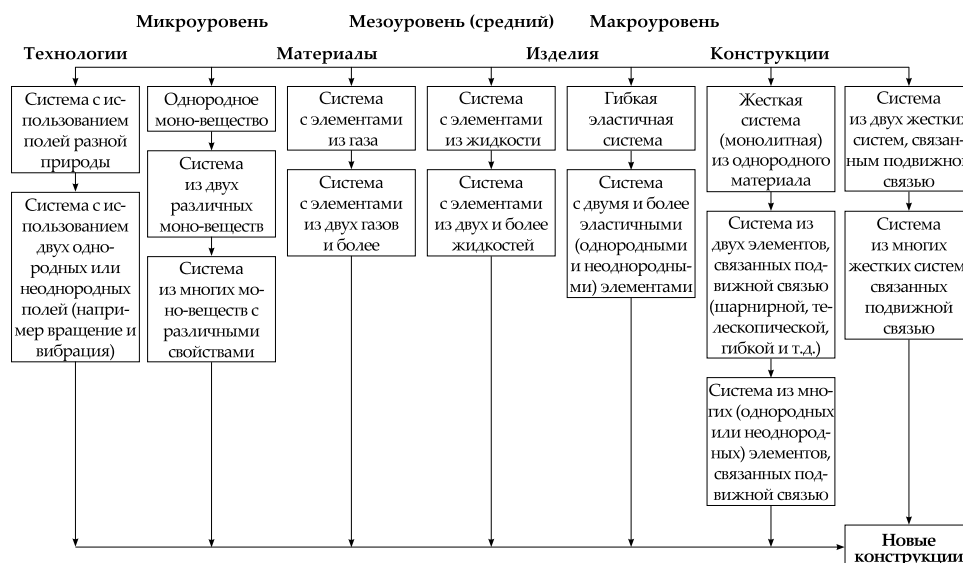 Микроуровень Мезоуровень (средний) Макроуровень
Технологии Материалы Изделия Конструкции
Система с ис-
пользованием
полей разной
природы
Система с ис-
пользованием
двух одно-
родных или
неоднородных
полей (напри-
мер вращение и
вибрация)
Однородное
моно-вещество
Система
из двух
различных
моно-веществ
Система
из многих мо-
но-веществ с
различными
свойствами
Система
с элементами
из газа
Система
с элементами
из двух газов
и более
Система
с элементами
из жидкости
Система
с элементами
из двух и более
жидкостей
Гибкая
эластичная
система
Система
с двумя и более
эластичными
(однородными
и неоднородны-
ми) элементами
Жесткая
система
(монолитная)
из однородного
материала
Система из
двух элементов,
связанных под-
вижной связью
(шарнирной, те-
лескопической,
гибкой и т.д.)
Система из мно-
гих (однородных
или неоднород-
ных) элементов,
связанных под-
вижной связью
Система
из двух жестких
систем, связан-
ным подвижной
связью
Система
из многих
жестких систем,
связанных
подвижной
связью
Новые
конструкции